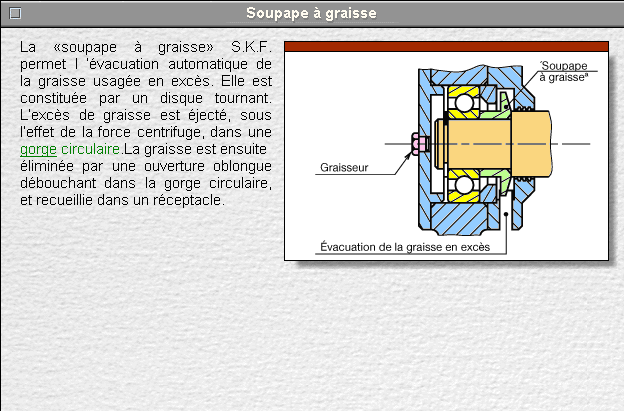 Soupape à graisse
La «soupape à graisse» S.K.F.
permet l 'évacuation automatique de
la graisse usagée en excès. Elle est
constituée par un disque tournant.
L'excès de graisse est éjecté, sous
l'effet de la force centrifuge, dans une
gorge circulaire.La graisse est ensuite
éliminée par une ouverture oblongue
débouchant dans la gorge circulaire,
et recueillie dans un réceptacle.
"Soupape
à graisse"
Graisseur
Évacuation de la graisse en excès